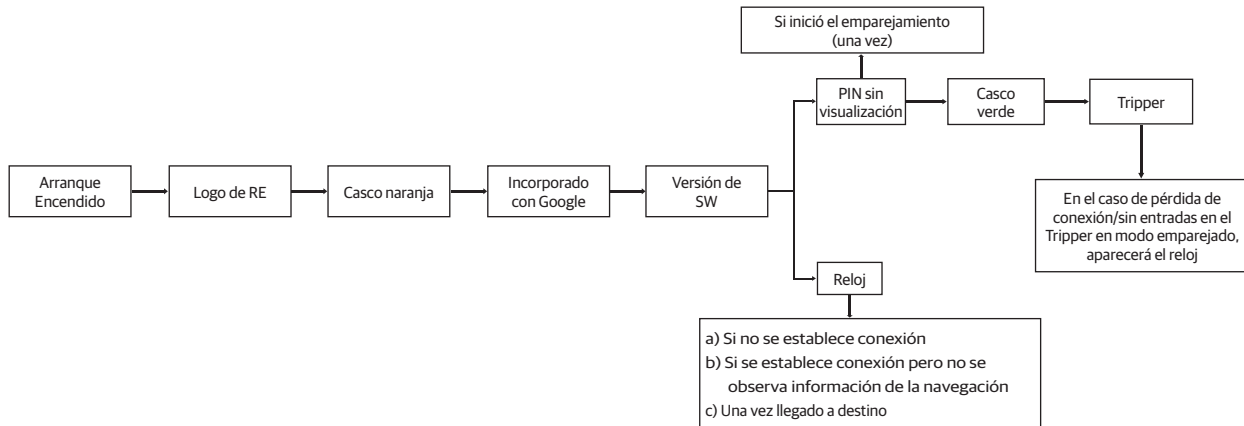 Si inició el emparejamiento
(una vez)
PIN sin
visualización
Casco
verde
Tripper
Arranque
Encendido
Logo de RE
Casco naranja
Incorporado
con Google
Versión de
SW
En el caso de pérdida de
conexión/sin entradas en el
Tripper en modo emparejado,
aparecerá el reloj
Reloj
a) Si no se establece conexión
b) Si se establece conexión pero no se
observa información de la navegación
c) Una vez llegado a destino